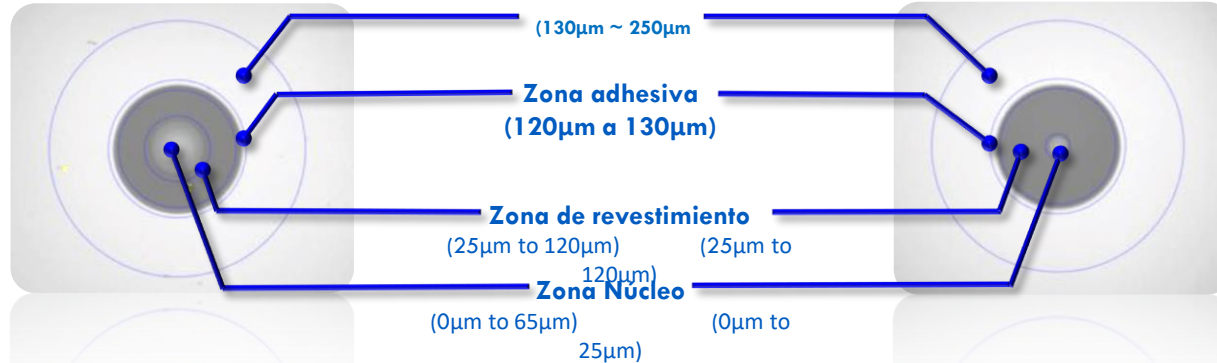 (130µm ~ 250µm
Zona adhesiva
(120µm a 130µm)
Zona de revestimiento
(25µm to 120µm) (25µm to
120µm)
Zona Núcleo
(0µm to 65µm) (0µm to
25µm)